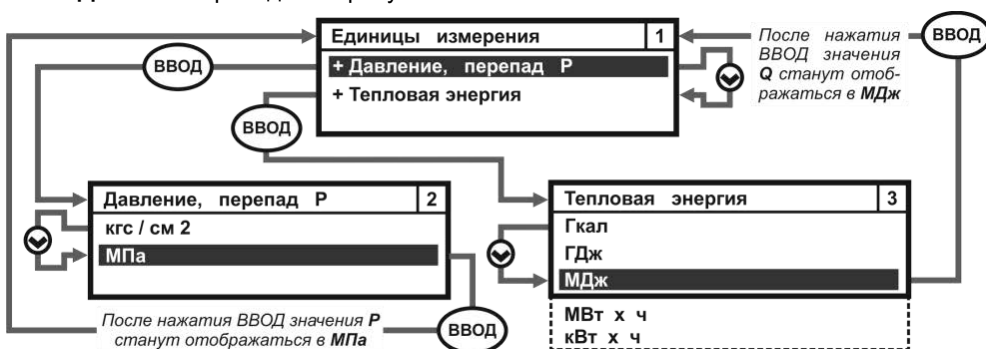 Единицы измерения 1
+ Давление, перепад Р
+ Тепловая энергия
ВВОД
ВВОД
После нажатия
ВВОД значения
Q станут отоб-
ражаться в МДж
ВВОД
Давление, перепад Р 2
кгс / см 2
МПа
После нажатия ВВОД значения Р
станут отображаться в МПа
ВВОД
Тепловая энергия 3
Гкал
ГДж
МДж
МВт х ч
кВт х ч